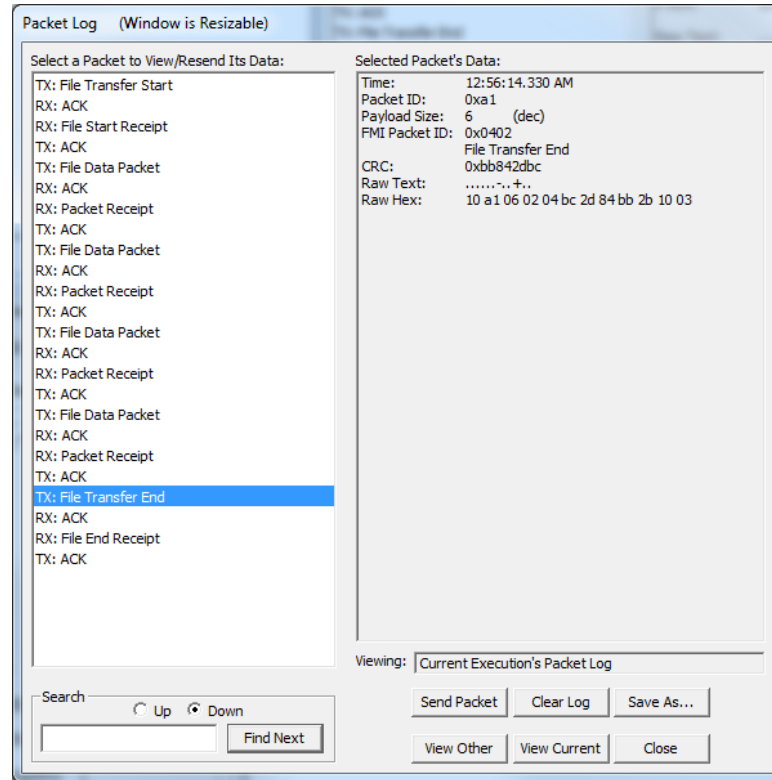 Packet Log (Window is Resizable)
Select a Packet to View/Resend Its Data:
TX: File Transfer Start
RX: ACK
RX: File Start Receipt
TX: ACK
TX: File Data Packet
RX: ACK
RX: Packet Receipt
TX: ACK
TX: File Data Packet
RX: ACK
RX: Packet Receipt
TX: ACK
TX: File Data Packet
RX: ACK
RX: Packet Receipt
TX: ACK
TX: File Data Packet
RX: ACK
RX: Packet Receipt
TX: ACK
TX: File Transfer End
RX: ACK
RX: File End Receipt
TX: ACK
Search
Up Down
Find Next
Selected Packet's Data:
Time: 12:56:14.330 AM
Packet ID: 0xa1
Payload Size: 6 (dec)
FMI Packet ID: 0x0402
File Transfer End
CRC: 0xbb842dbc
Raw Text: ......-..+..
Raw Hex: 10 a1 06 02 04 bc 2d 84 bb 2b 10 03
Viewing: Current Execution's Packet Log
Send Packet Clear Log Save As...
View Other View Current Close